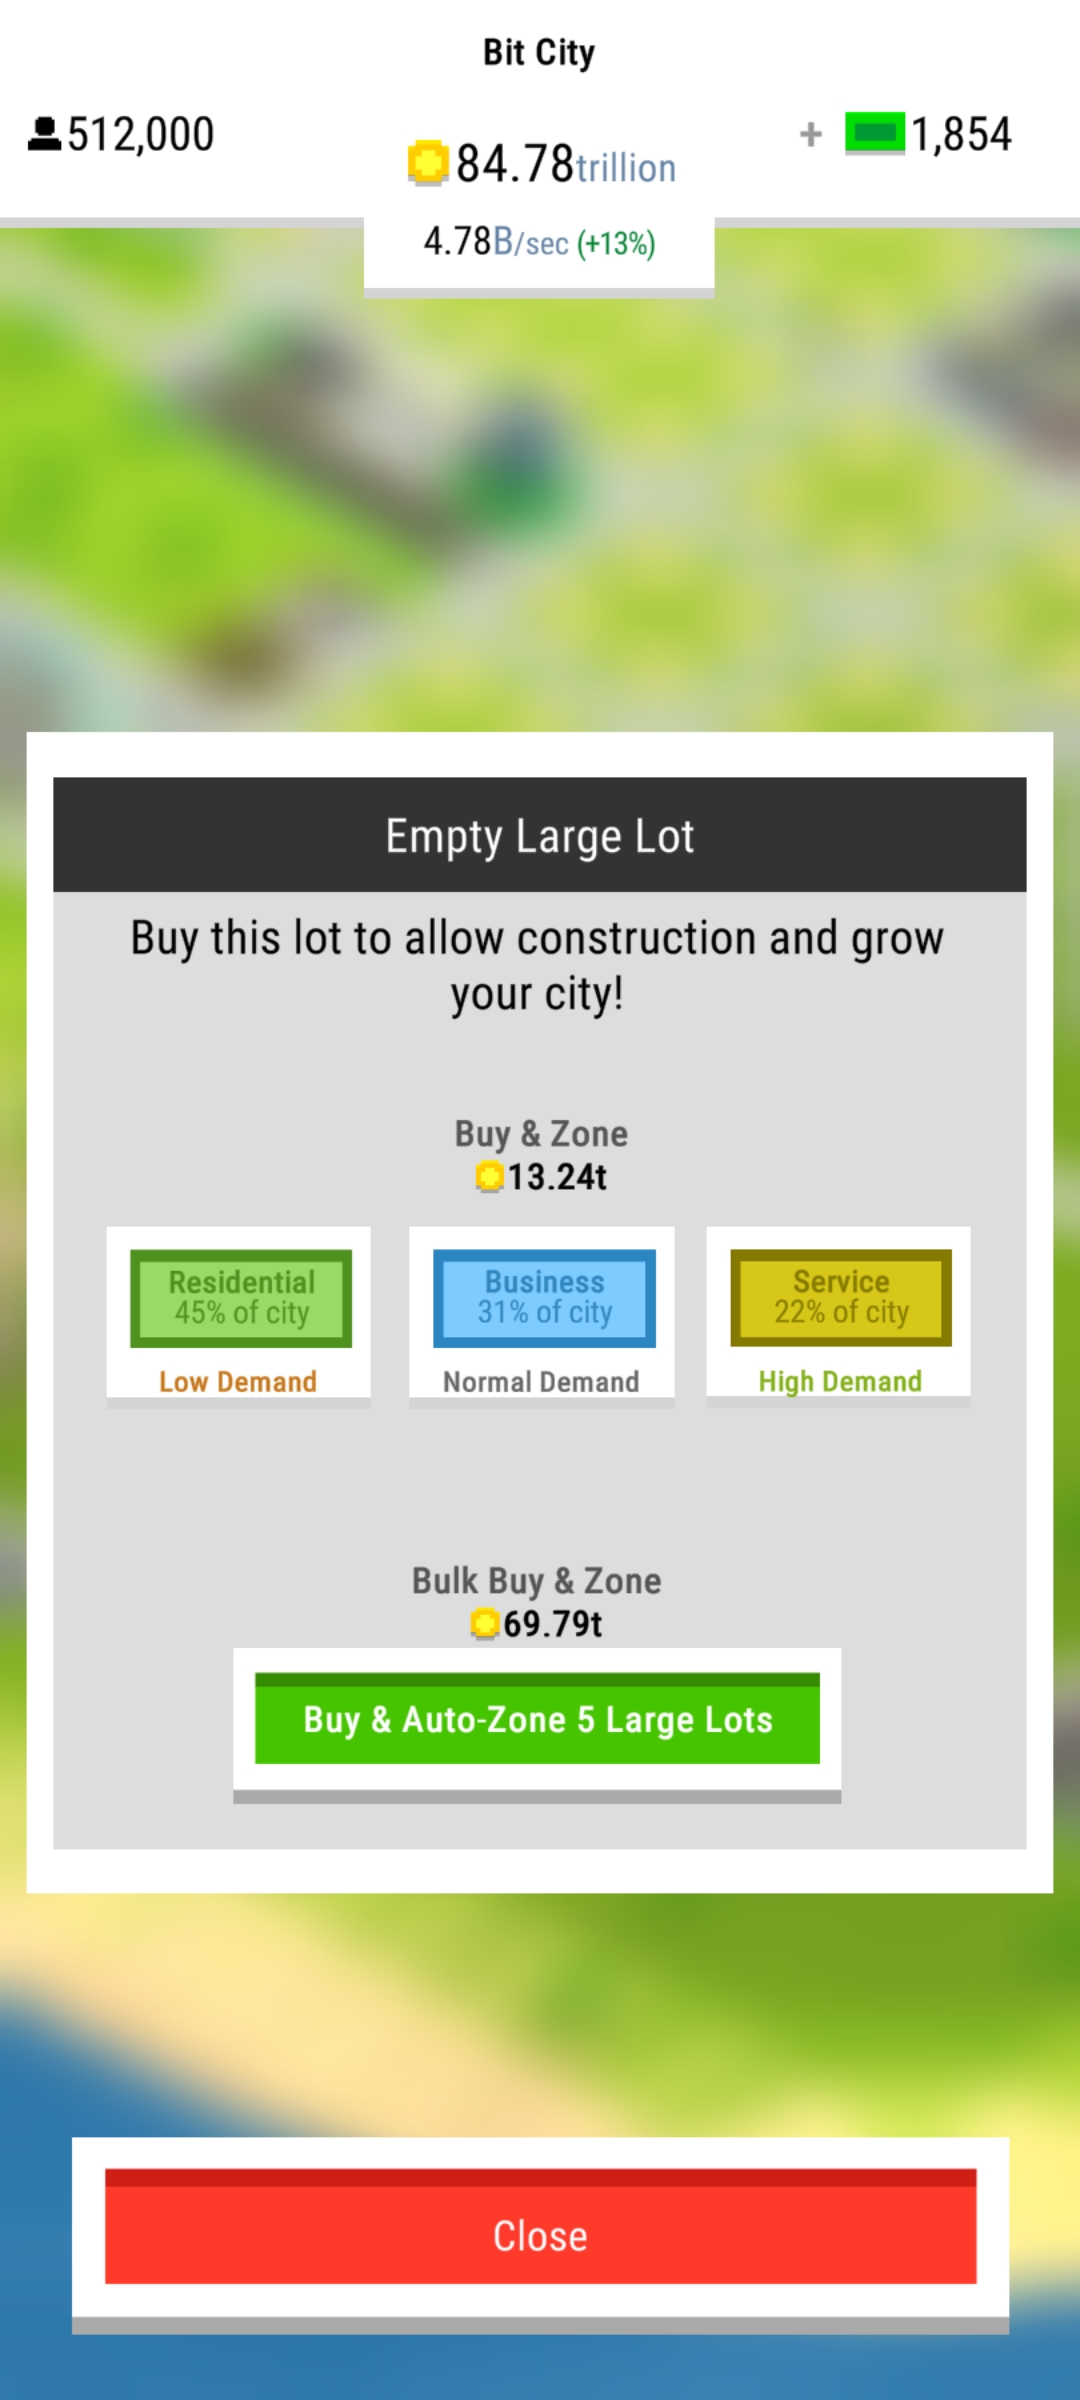 Bit City
512,000
84.78trillion
+ 1,854
4.78B/sec (+13%)
Empty Large Lot
Buy this lot to allow construction and grow
your city!
Buy & Zone
13.24t
Residential
45% of city
Low Demand
Business
31% of city
Normal Demand
Service
22% of city
High Demand
Bulk Buy & Zone
69.79t
Buy & Auto-Zone 5 Large Lots
Close